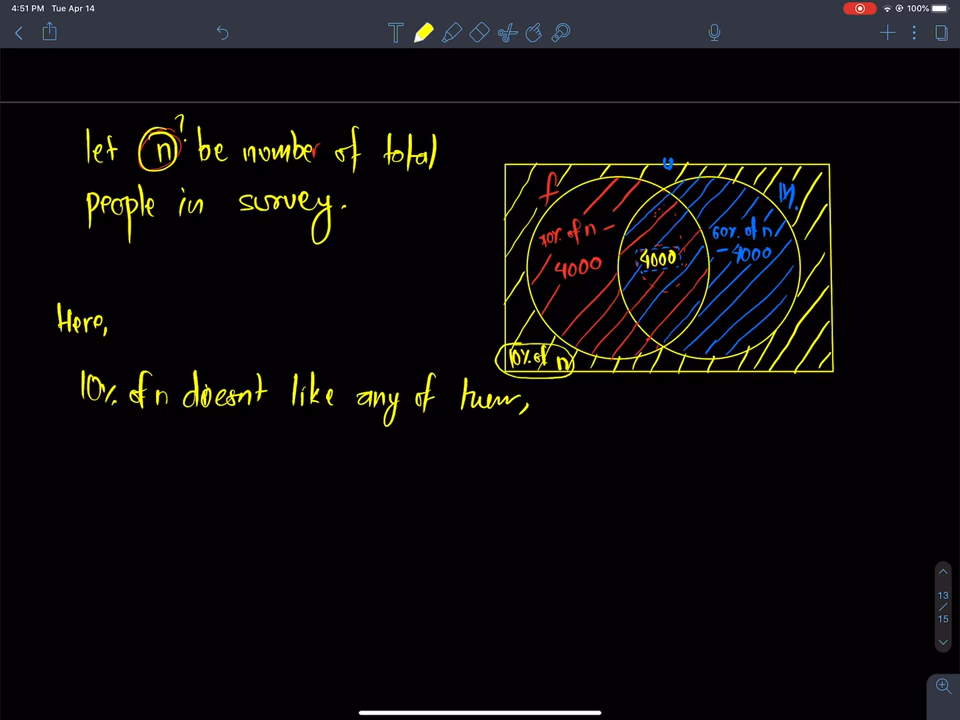 4:51 PM Tue Apr 14
100%
T
let n? be number of total
people in survey.
U
f
M.
70% of n -
4000
4000
60% of n
- 4000
10% of n
Here,
10% of n doesnt like any of them,
13
/
15